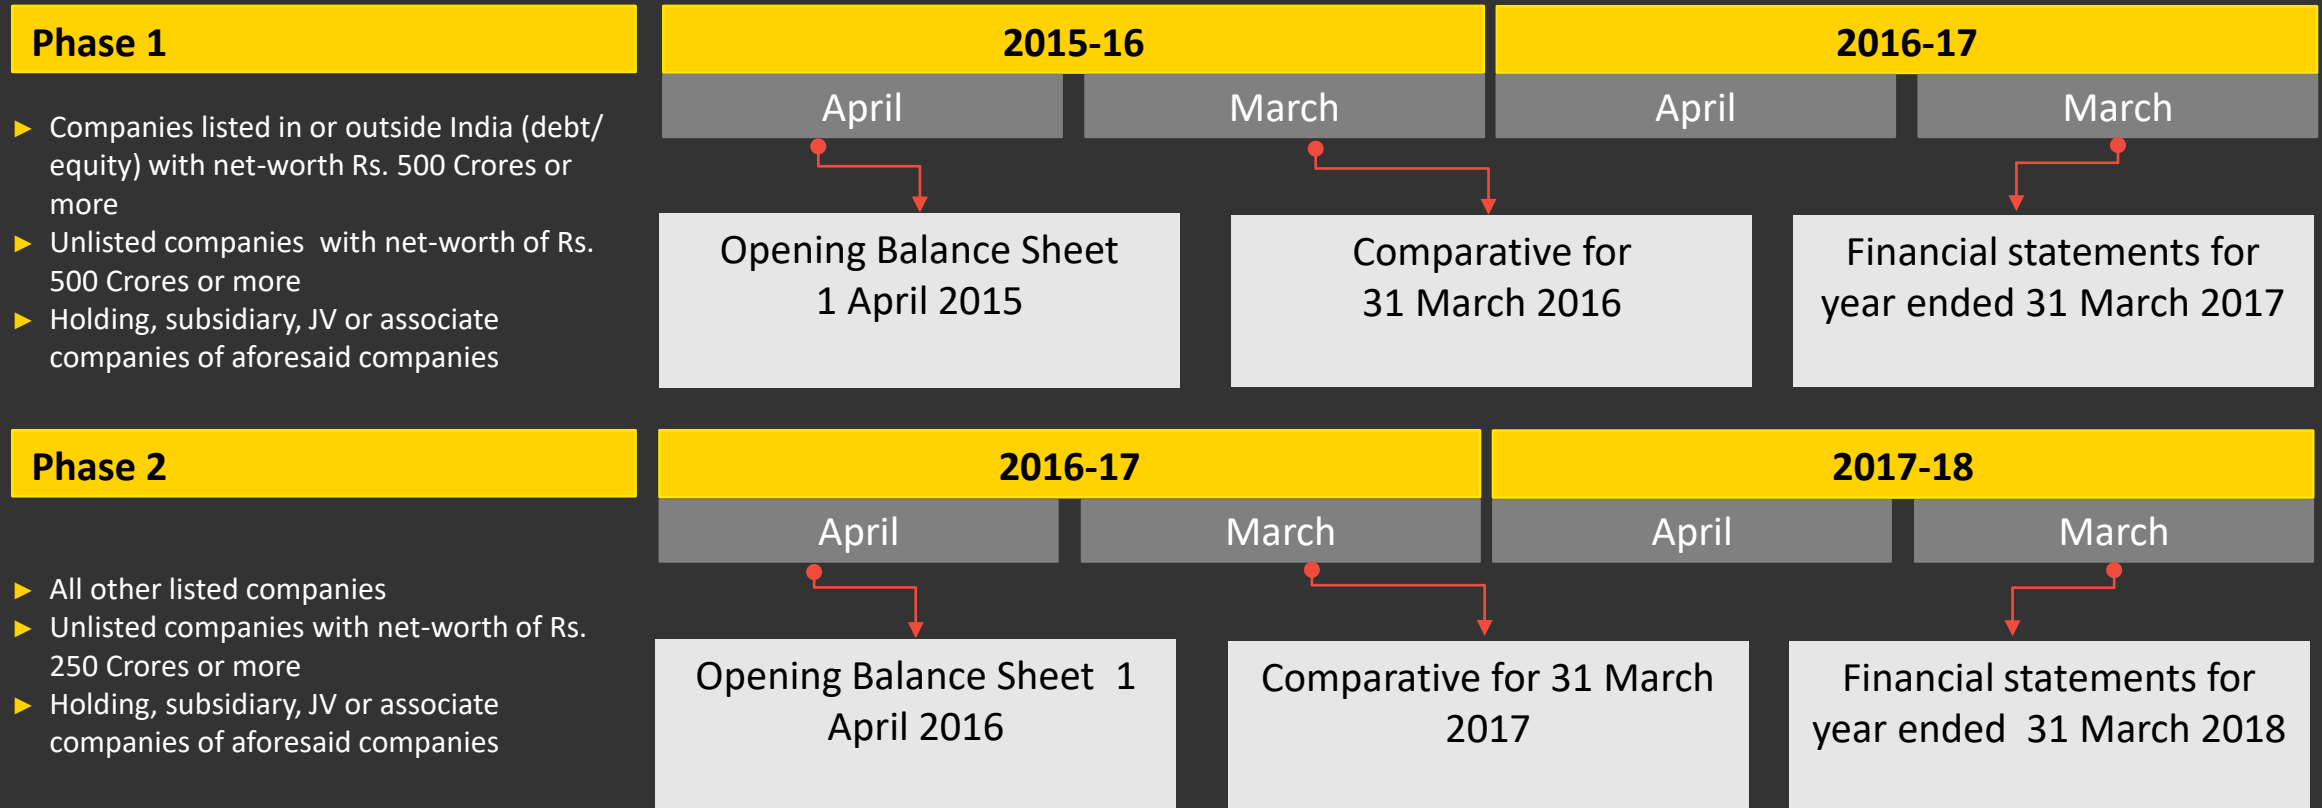 Phase 1
2015-16
2016-17
April
March
April
March
► Companies listed in or outside India (debt/
equity) with net-worth Rs. 500 Crores or
more
► Unlisted companies  with net-worth of Rs.
500 Crores or more
► Holding, subsidiary, JV or associate
companies of aforesaid companies
Opening Balance Sheet
1 April 2015
Comparative for
31 March 2016
Financial statements for
year ended 31 March 2017
Phase 2
2016-17
2017-18
April
March
April
March
► All other listed companies
► Unlisted companies with net-worth of Rs.
250 Crores or more
► Holding, subsidiary, JV or associate
companies of aforesaid companies
Opening Balance Sheet  1
April 2016
Comparative for 31 March
2017
Financial statements for
year ended  31 March 2018